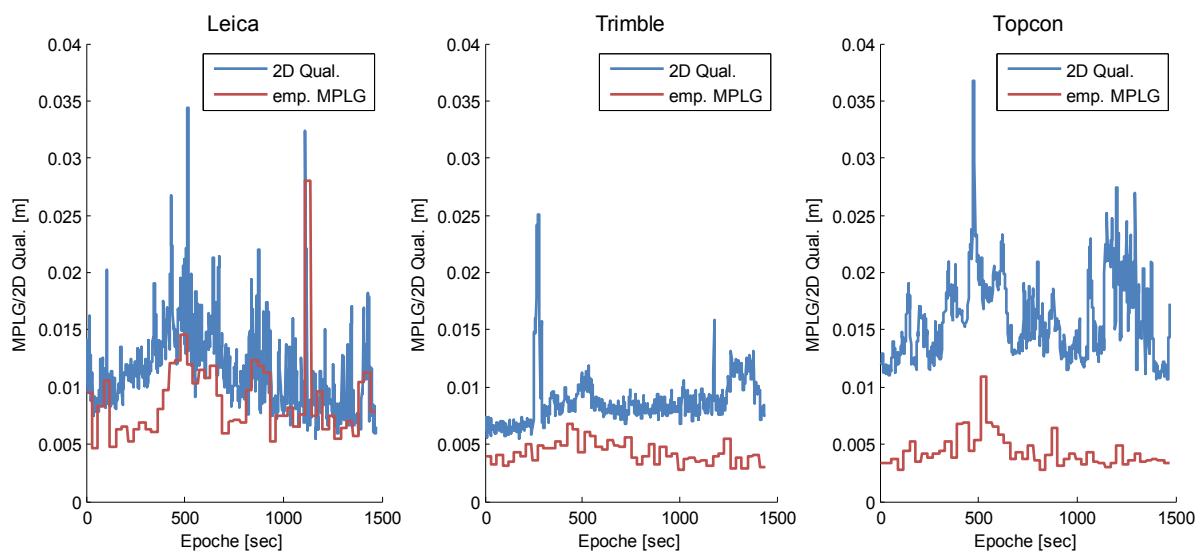 Leica
0.04
0.035
0.03
0.025
0.02
0.015
0.01
0.005
0
MPLG/2D Qual. [m]
2D Qual.
emp. MPLG
0
500
1000
1500
Epoche [sec]
Trimble
0.04
0.035
0.03
0.025
0.02
0.015
0.01
0.005
0
MPLG/2D Qual. [m]
2D Qual.
emp. MPLG
0
500
1000
1500
Epoche [sec]
Topcon
0.04
0.035
0.03
0.025
0.02
0.015
0.01
0.005
0
MPLG/2D Qual. [m]
2D Qual.
emp. MPLG
0
500
1000
1500
Epoche [sec]